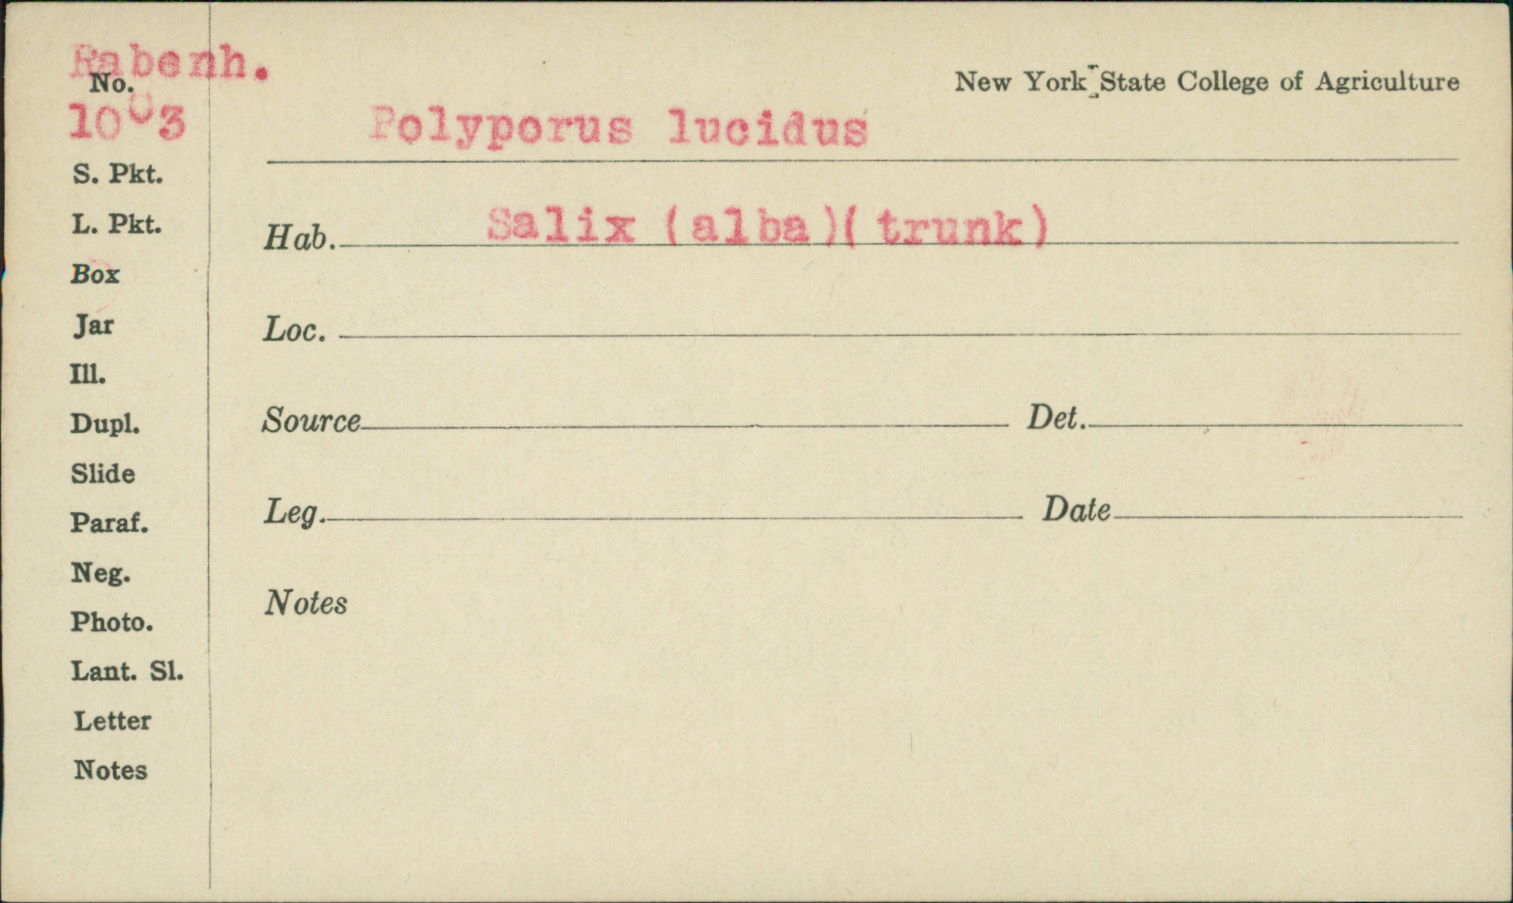 Rabenh.
No.
New York State College of Agriculture
1003
Polyporus lucidus
S. Pkt.
L. Pkt.
Hab. Salix (alba)( trunk)
Box
Jar
Loc.
Ill.
Dupl.
Source
Det.
Slide
Paraf.
Leg.
Date
Neg.
Notes
Photo.
Lant. Sl.
Letter
Notes